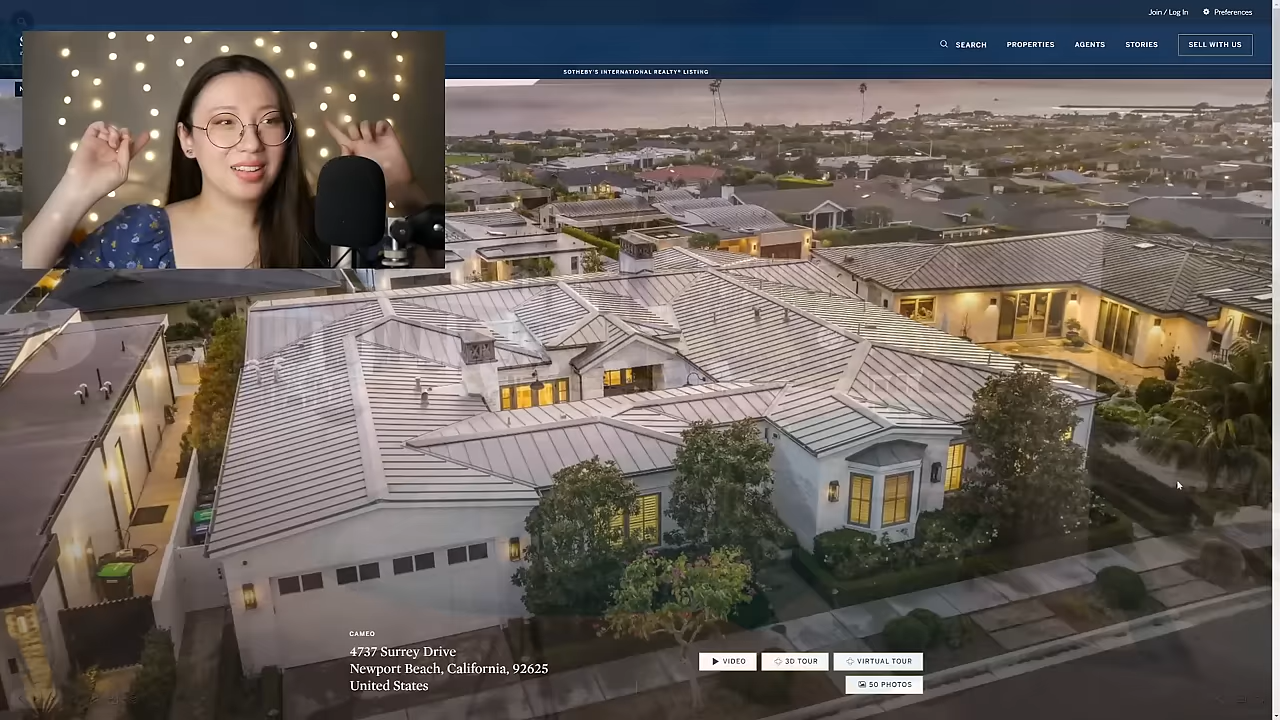 Join / Log In
Preferences
SEARCH
PROPERTIES
AGENTS
STORIES
SELL WITH US
SOTHEBY'S INTERNATIONAL REALTY® LISTING
CAMEO
4737 Surrey Drive
Newport Beach, California, 92625
United States
VIDEO
3D TOUR
VIRTUAL TOUR
50 PHOTOS